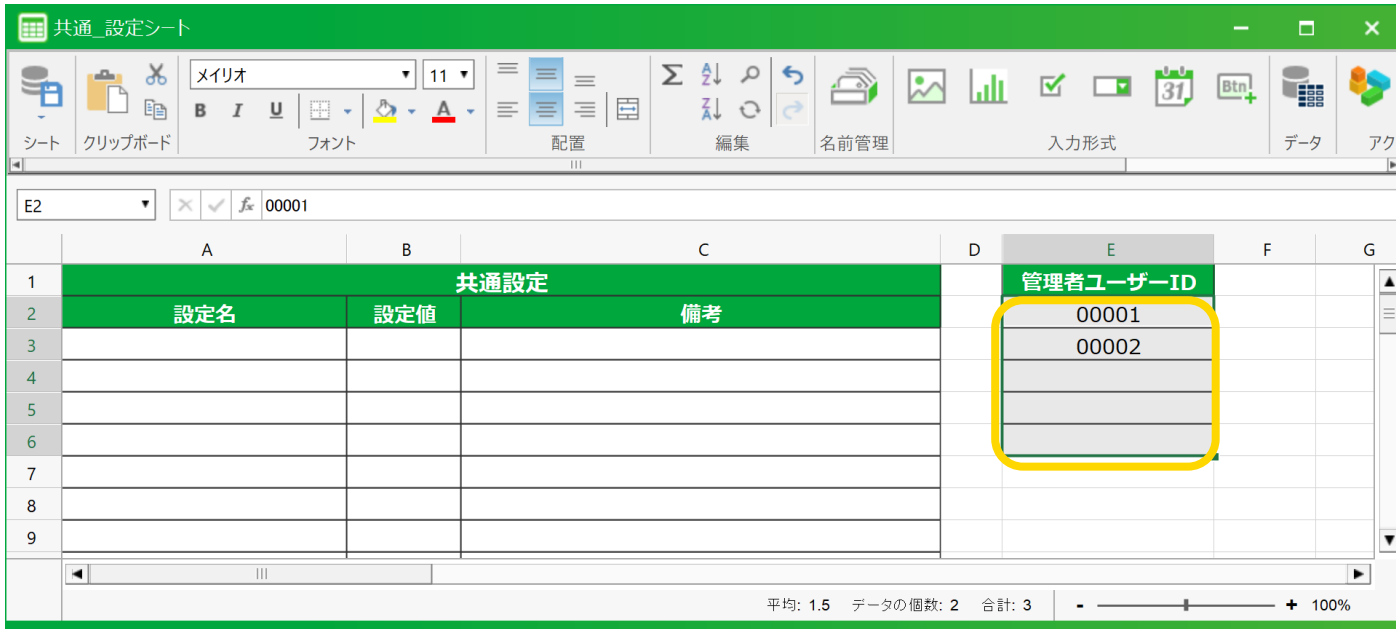 共通_設定シート
メイリオ 11
B I U A
Σ A Z Z A
31 Btn
シート クリップボード フォント 配置 編集 名前管理 入力形式 データ アク
E2 fx 00001
A B C D E F G
1 共通設定 管理者ユーザーID
2 設定名 設定値 備考 00001
3 00002
4
5
6
7
8
9
平均: 1.5 データの個数: 2 合計: 3 - + 100%